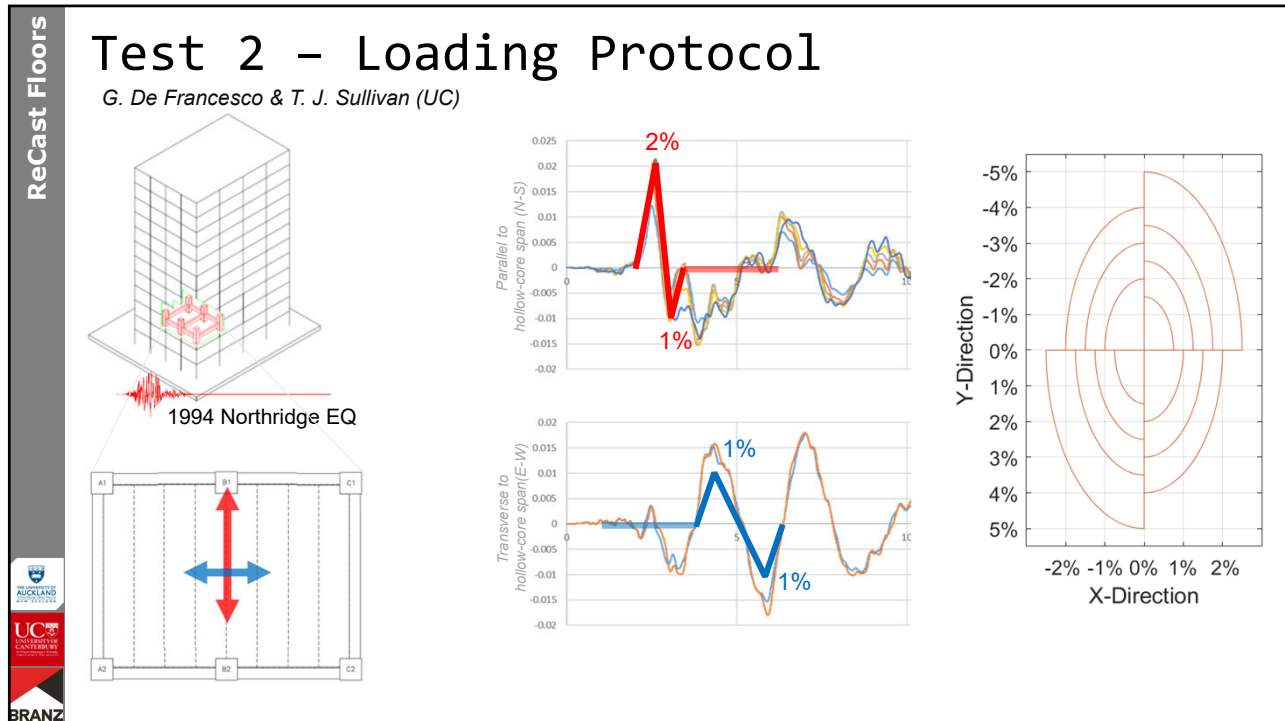 ReCast Floors
Test 2 – Loading Protocol
G. De Francesco & T. J. Sullivan (UC)
1994 Northridge EQ
A1
B1
C1
A2
B2
C2
Parallel to
hollow-core span (N-S)
0.025
0.02
0.015
0.01
0.005
0
-0.005
-0.01
-0.015
-0.02
0
5
10
2%
1%
Transverse to
hollow-core span(E-W)
0.02
0.015
0.01
0.005
0
-0.005
-0.01
-0.015
-0.02
0
5
10
1%
1%
Y-Direction
-5%
-4%
-3%
-2%
-1%
0%
1%
2%
3%
4%
5%
-2% -1% 0% 1% 2%
X-Direction
THE UNIVERSITY OF
AUCKLAND
NEW ZEALAND
UC
UNIVERSITY OF
CANTERBURY
BRANZ